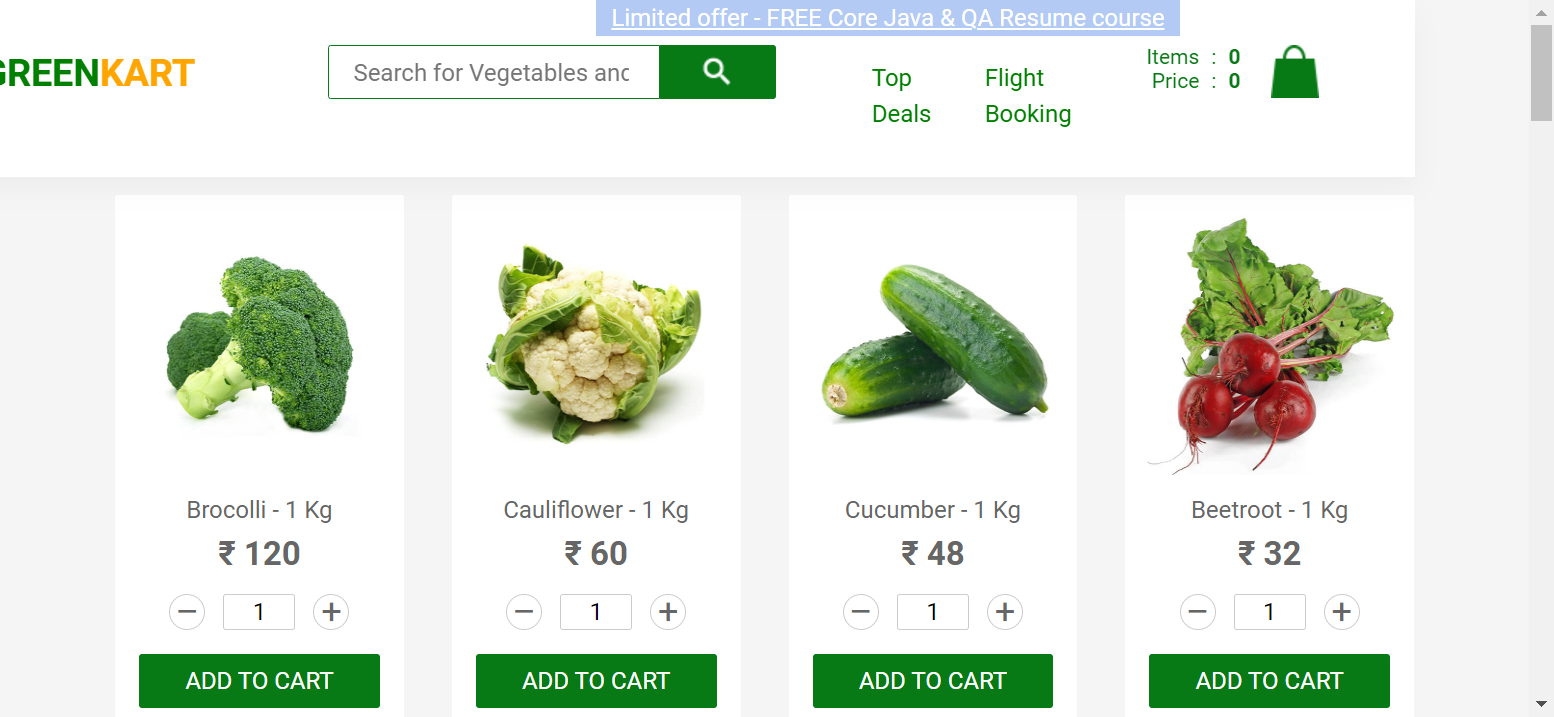 Limited offer - FREE Core Java & QA Resume course
GREENKART
Search for Vegetables and
Top Deals
Flight Booking
Items : 0
Price : 0
Brocolli - 1 Kg
₹ 120
1
ADD TO CART
Cauliflower - 1 Kg
₹ 60
1
ADD TO CART
Cucumber - 1 Kg
₹ 48
1
ADD TO CART
Beetroot - 1 Kg
₹ 32
1
ADD TO CART